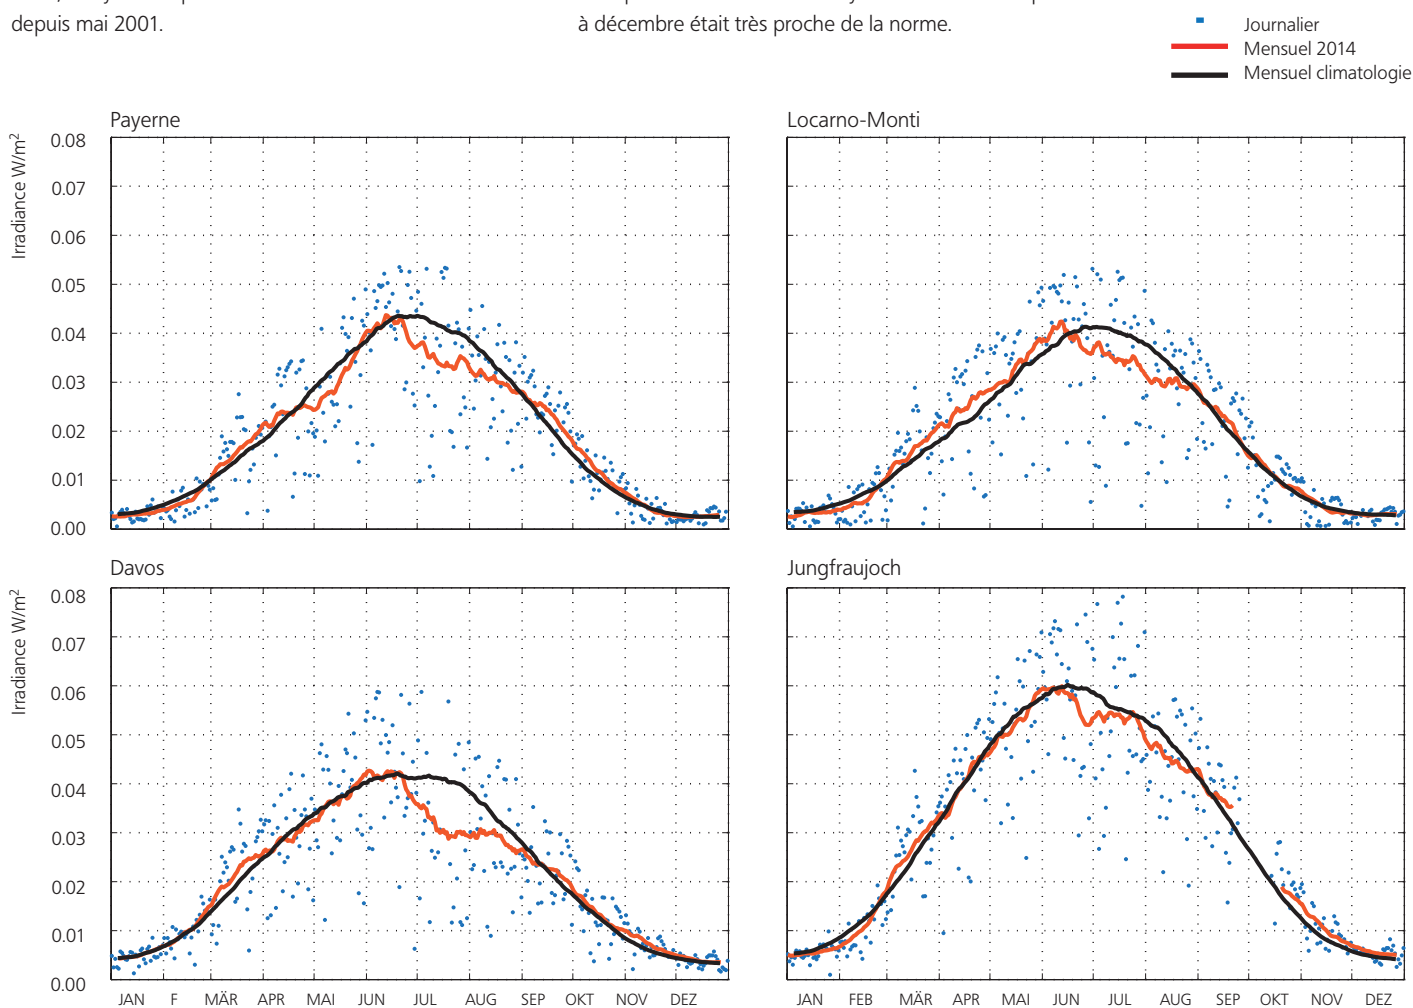 depuis mai 2001.
à décembre était très proche de la norme.
Journalier
Mensuel 2014
Mensuel climatologie
Payerne
Irradiance W/m²
0.08
0.07
0.06
0.05
0.04
0.03
0.02
0.01
0.00
Locarno-Monti
Davos
Irradiance W/m²
0.08
0.07
0.06
0.05
0.04
0.03
0.02
0.01
0.00
JAN F MÄR APR MAI JUN JUL AUG SEP OKT NOV DEZ
Jungfraujoch
JAN FEB MÄR APR MAI JUN JUL AUG SEP OKT NOV DEZ